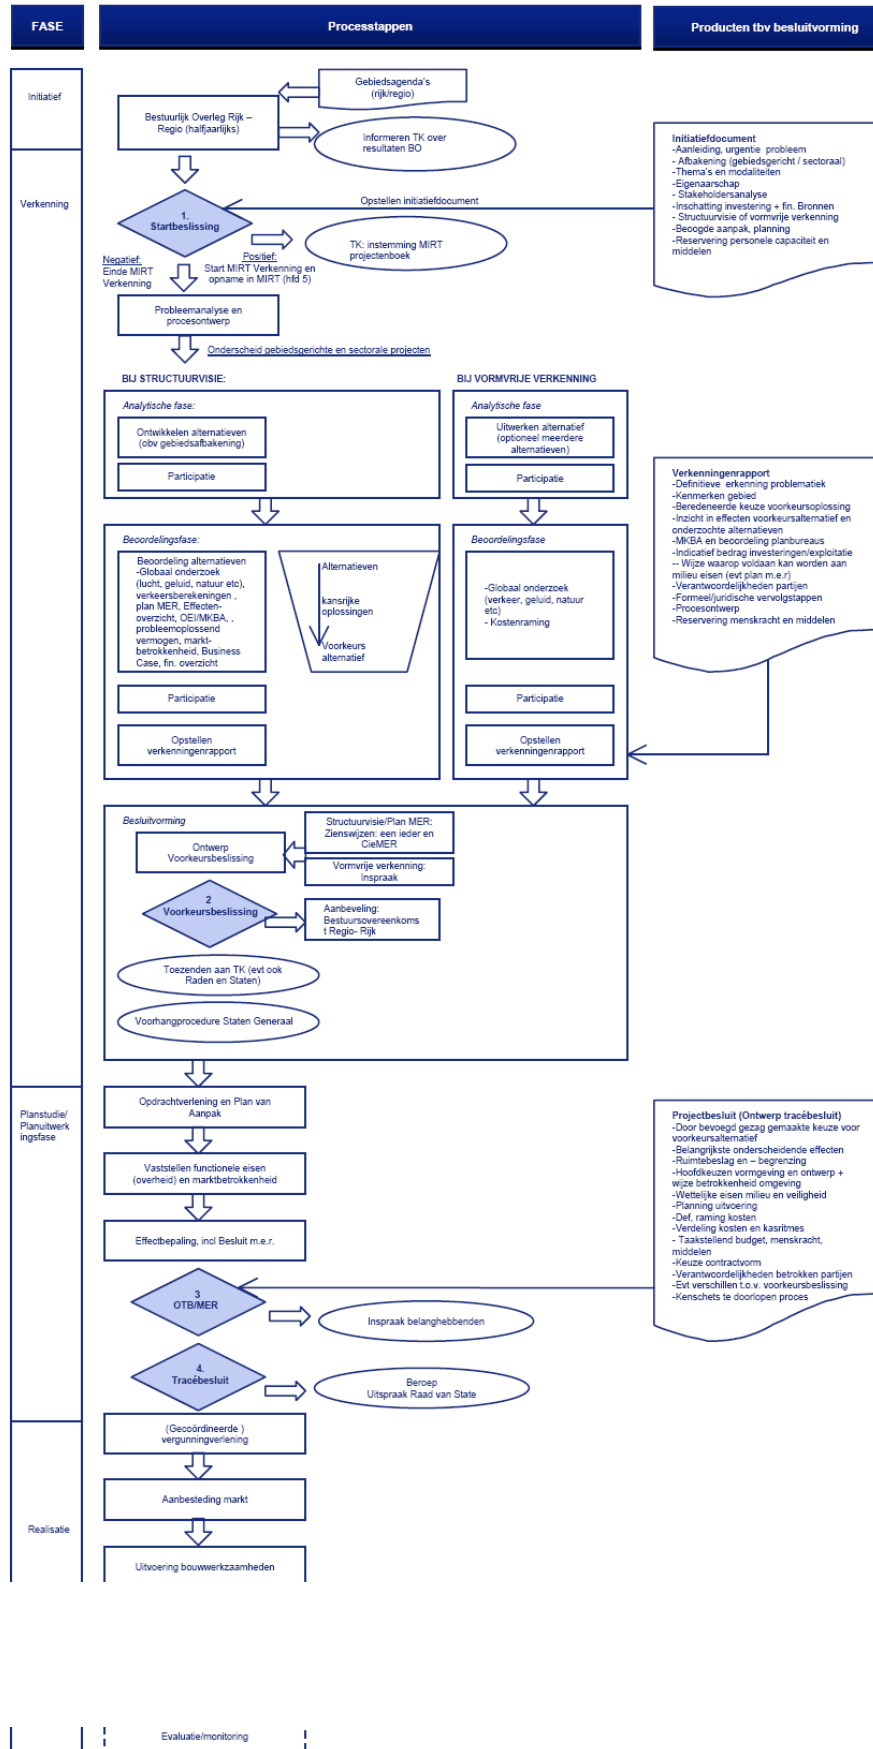 FASE
Processtappen
Producten tbv besluitvorming
Initiatief
Gebiedsagenda's
(rijk/regio)
Bestuurlijk Overleg Rijk –
Regio (halfjaarlijks)
Informeren TK over
resultaten BO
Initiatiefdocument
-Aanleiding, urgentie probleem
- Afbakening (gebiedsgericht / sectoraal)
-Thema's en modaliteiten
-Eigenaarschap
- Stakeholdersanalyse
-Inschatting investering + fin. Bronnen
- Structuurvisie of vormvrije verkenning
-Beoogde aanpak, planning
-Reservering personele capaciteit en
middelen
Verkenning
Opstellen initiatiefdocument
1.
Startbeslissing
TK: instemming MIRT
projectenboek
Negatief:
Einde MIRT
Verkenning
Positief:
Start MIRT Verkenning en
opname in MIRT (hfd 5)
Probleemanalyse en
procesontwerp
Onderscheid gebiedsgerichte en sectorale projecten
BIJ STRUCTUURVISIE:
BIJ VORMVRIJE VERKENNING
Analytische fase:
Ontwikkelen alternatieven
(obv gebiedsafbakening)
Participatie
Analytische fase
Uitwerken alternatief
(optioneel meerdere
alternatieven)
Participatie
Verkenningenrapport
-Definitieve erkenning problematiek
-Kenmerken gebied
-Beredeneerde keuze voorkeursoplossing
-Inzicht in effecten voorkeursalternatief en
onderzochte alternatieven
-MKBA en beoordeling planbureaus
-Indicatief bedrag investeringen/exploitatie
-- Wijze waarop voldaan kan worden aan
milieu eisen (evt plan m.e.r)
-Verantwoordelijkheden partijen
-Formeel/juridische vervolgstappen
-Procesontwerp
-Reservering menskracht en middelen
Beoordelingsfase:
Beoordeling alternatieven
-Globaal onderzoek
(lucht, geluid, natuur etc),
verkeersberekeningen ,
plan MER, Effecten-
overzicht, OEI/MKBA, ,
probleemoplossend
vermogen, markt-
betrokkenheid, Business
Case, fin. overzicht
Alternatieven
kansrijke
oplossingen
Voorkeurs
alternatief
Participatie
Opstellen
verkenningenrapport
Beoordelingsfase
-Globaal onderzoek
(verkeer, geluid, natuur
etc)
- Kostenraming
Participatie
Opstellen
verkenningenrapport
Besluitvorming
Ontwerp
Voorkeursbeslissing
Structuurvisie/Plan MER:
Zienswijzen: een ieder en
CieMER
Vormvrije verkenning:
Inspraak
2
Voorkeursbeslissing
Aanbeveling:
Bestuursovereenkoms
t Regio- Rijk
Toezenden aan TK (evt ook
Raden en Staten)
Voorhangprocedure Staten Generaal
Planstudie/
Planuitwerk
ingsfase
Opdrachtverlening en Plan van
Aanpak
Vaststellen functionele eisen
(overheid) en marktbetrokkenheid
Effectbepaling, incl Besluit m.e.r.
Projectbesluit (Ontwerp tracébesluit)
-Door bevoegd gezag gemaakte keuze voor
voorkeursalternatief
-Belangrijkste onderscheidende effecten
-Ruimtebeslag en – begrenzing
-Hoofdkeuzen vormgeving en ontwerp +
wijze betrokkenheid omgeving
-Wettelijke eisen milieu en veiligheid
-Planning uitvoering
-Def, raming kosten
-Verdeling kosten en kasritmes
- Taakstellend budget, menskracht,
middelen
-Keuze contractvorm
-Verantwoordelijkheden betrokken partijen
-Evt verschillen t.o.v. voorkeursbeslissing
-Kenschets te doorlopen proces
3
OTB/MER
Inspraak belanghebbenden
4.
Tracébesluit
Beroep
Uitspraak Raad van State
(Gecoördineerde )
vergunningverlening
Aanbesteding markt
Realisatie
Uitvoering bouwwerkzaamheden
Evaluatie/monitoring